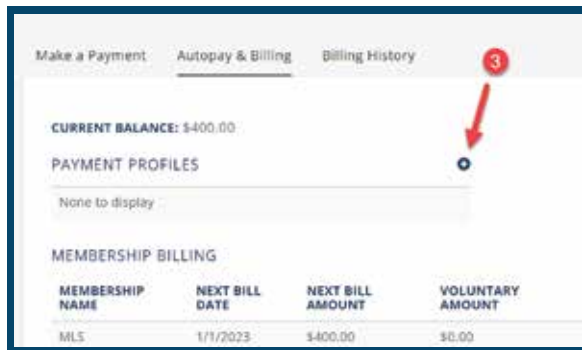 Make a Payment Autopay & Billing Billing History
3
CURRENT BALANCE: $400.00
PAYMENT PROFILES
None to display
MEMBERSHIP BILLING
MEMBERSHIP NAME NEXT BILL DATE NEXT BILL AMOUNT VOLUNTARY AMOUNT
MLS 1/1/2023 $400.00 $0.00